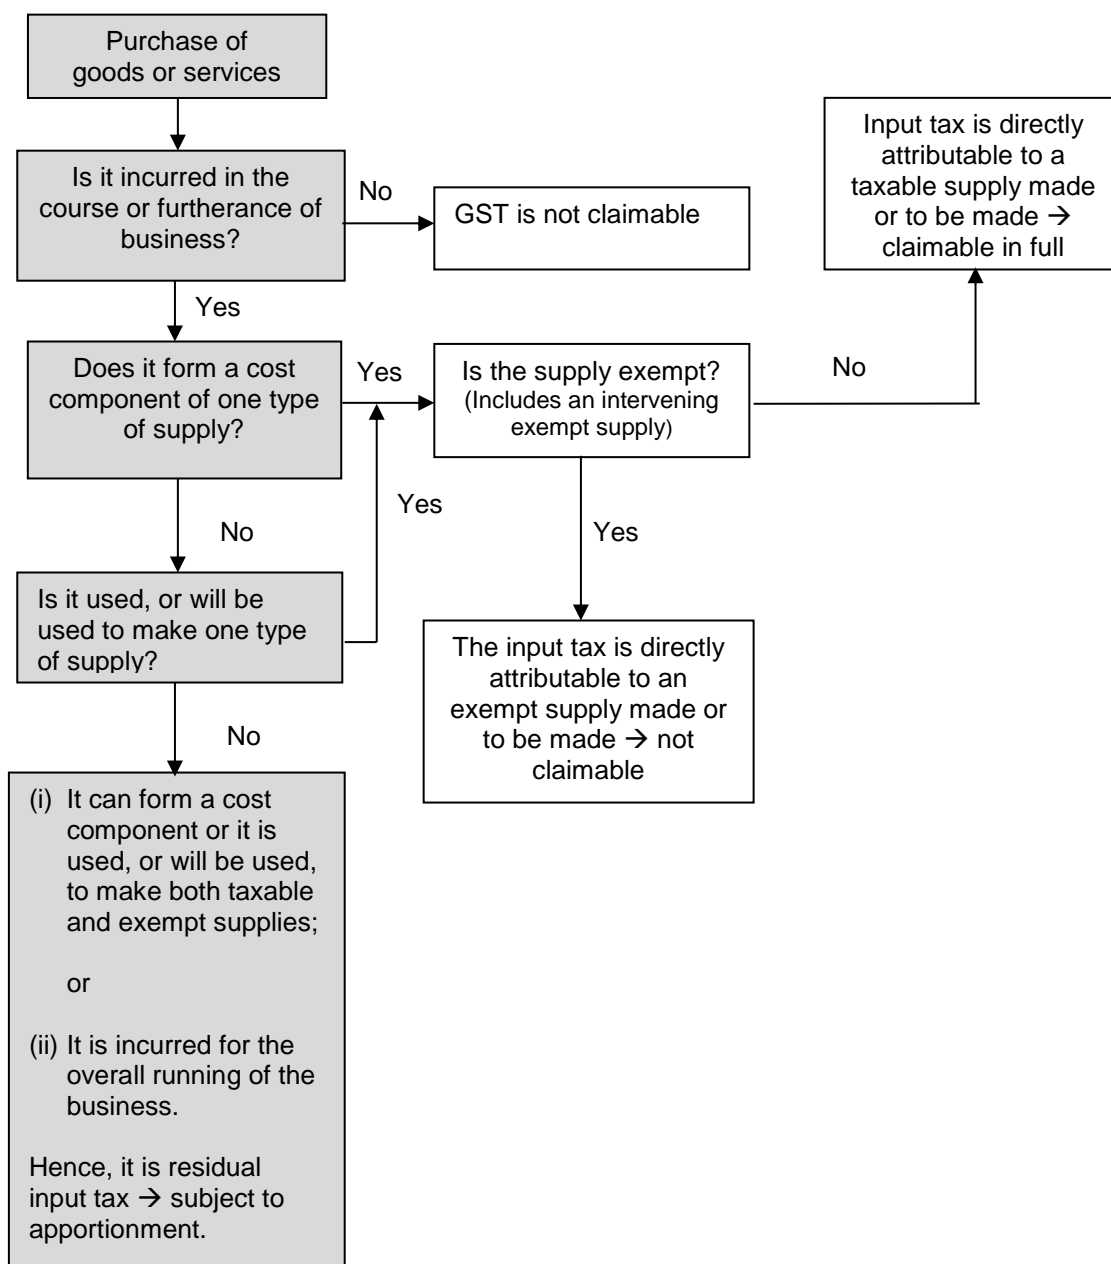 Purchase of
goods or services
Is it incurred in the
course or furtherance of
business?
No
GST is not claimable
Input tax is directly
attributable to a
taxable supply made
or to be made →
claimable in full
Yes
Does it form a cost
component of one type
of supply?
Yes
Is the supply exempt?
(Includes an intervening
exempt supply)
No
Yes
No
Yes
Is it used, or will be
used to make one type
of supply?
The input tax is directly
attributable to an
exempt supply made or
to be made → not
claimable
No
(i) It can form a cost
component or it is
used, or will be used,
to make both taxable
and exempt supplies;
or
(ii) It is incurred for the
overall running of the
business.
Hence, it is residual
input tax → subject to
apportionment.